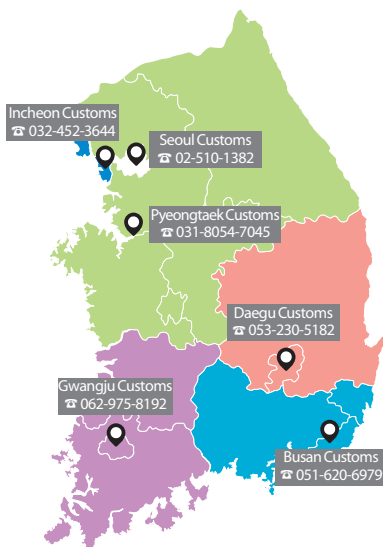 Incheon Customs
☎ 032-452-3644
Seoul Customs
☎ 02-510-1382
Pyeongtaek Customs
☎ 031-8054-7045
Daegu Customs
☎ 053-230-5182
Gwangju Customs
☎ 062-975-8192
Busan Customs
☎ 051-620-6979